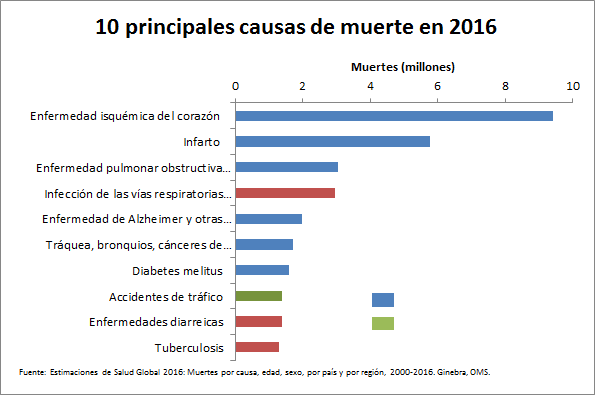 10 principales causas de muerte en 2016
Muertes (millones)
0 2 4 6 8 10
Enfermedad isquémica del corazón
Infarto
Enfermedad pulmonar obstructiva...
Infección de las vías respiratorias...
Enfermedad de Alzheimer y otras...
Tráquea, bronquios, cánceres de...
Diabetes melitus
Accidentes de tráfico
Enfermedades diarreicas
Tuberculosis
Fuente: Estimaciones de Salud Global 2016: Muertes por causa, edad, sexo, por país y por región, 2000-2016. Ginebra, OMS.